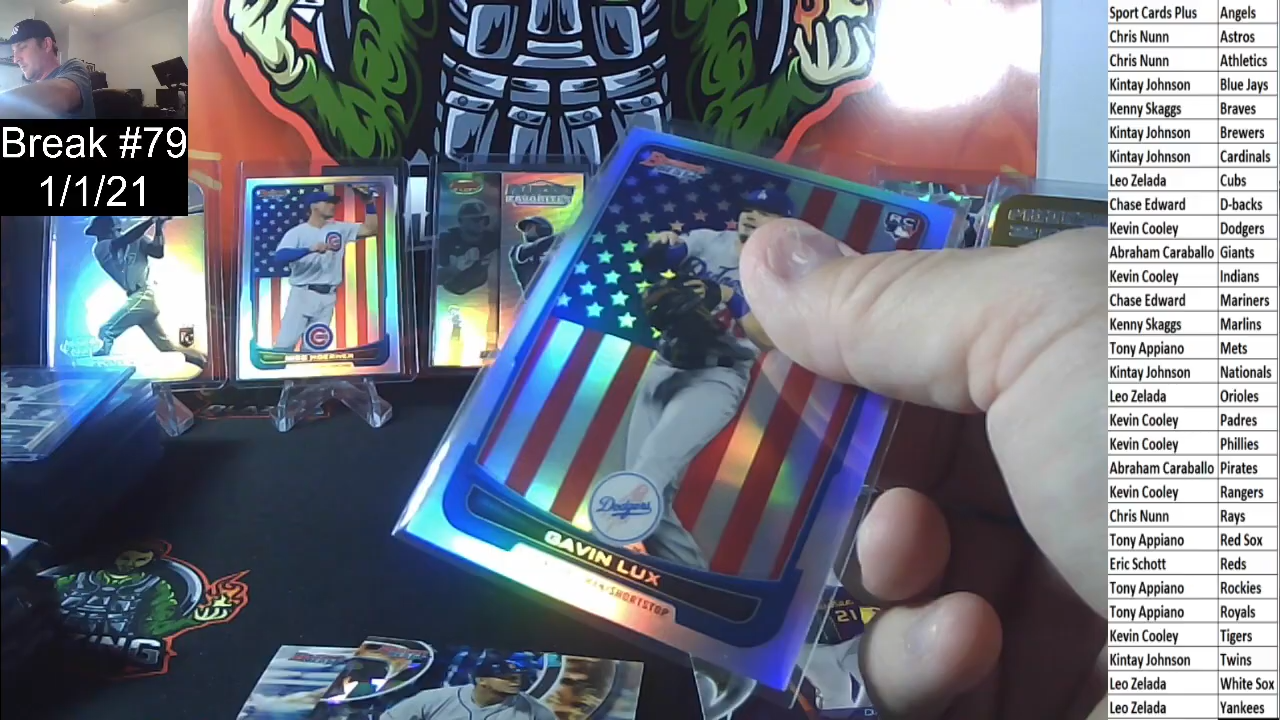 Break #79
1/1/21
Sport Cards Plus Angels
Chris Nunn Astros
Chris Nunn Athletics
Kintay Johnson Blue Jays
Kenny Skaggs Braves
Kintay Johnson Brewers
Kintay Johnson Cardinals
Leo Zelada Cubs
Chase Edward D-backs
Kevin Cooley Dodgers
Abraham Caraballo Giants
Kevin Cooley Indians
Chase Edward Mariners
Kenny Skaggs Marlins
Tony Appiano Mets
Kintay Johnson Nationals
Leo Zelada Orioles
Kevin Cooley Padres
Kevin Cooley Phillies
Abraham Caraballo Pirates
Kevin Cooley Rangers
Chris Nunn Rays
Tony Appiano Red Sox
Eric Schott Reds
Tony Appiano Rockies
Tony Appiano Royals
Kevin Cooley Tigers
Kintay Johnson Twins
Leo Zelada White Sox
Leo Zelada Yankees
RC
Dodgers
GAVIN LUX
SHORTSTOP
FAVORITES
21